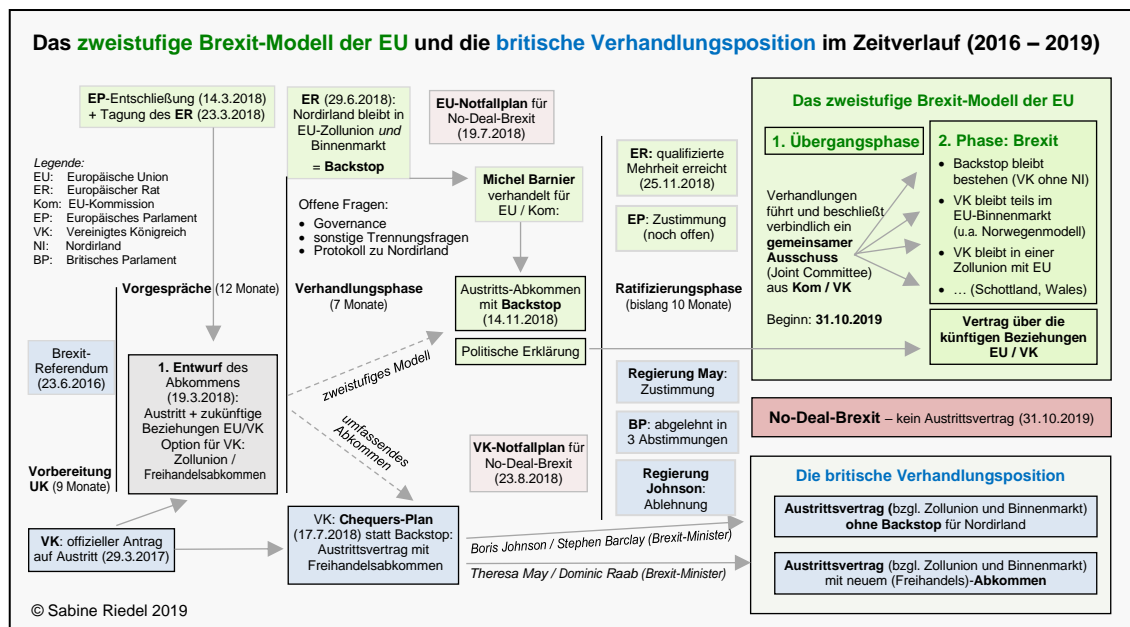 Das zweistufige Brexit-Modell der EU und die britische Verhandlungsposition im Zeitverlauf (2016 – 2019)
EP-Entschließung (14.3.2018)
+ Tagung des ER (23.3.2018)
Legende:
EU: Europäische Union
ER: Europäischer Rat
Kom: EU-Kommission
EP: Europäisches Parlament
VK: Vereinigtes Königreich
NI: Nordirland
BP: Britisches Parlament
ER (29.6.2018):
Nordirland bleibt in
EU-Zollunion und
Binnenmarkt
= Backstop
EU-Notfallplan für
No-Deal-Brexit
(19.7.2018)
Michel Barnier
verhandelt für
EU / Kom:
Offene Fragen:
• Governance
• sonstige Trennungsfragen
• Protokoll zu Nordirland
ER: qualifizierte
Mehrheit erreicht
(25.11.2018)
EP: Zustimmung
(noch offen)
Vorgespräche (12 Monate)
Verhandlungsphase
(7 Monate)
Austritts-Abkommen
mit Backstop
(14.11.2018)
Politische Erklärung
Ratifizierungsphase
(bislang 10 Monate)
Das zweistufige Brexit-Modell der EU
1. Übergangsphase
Verhandlungen
führt und beschließt
verbindlich ein
gemeinsamer
Ausschuss
(Joint Committee)
aus Kom / VK
Beginn: 31.10.2019
2. Phase: Brexit
• Backstop bleibt
bestehen (VK ohne NI)
• VK bleibt teils im
EU-Binnenmarkt
(u.a. Norwegenmodell)
• VK bleibt in einer
Zollunion mit EU
• … (Schottland, Wales)
Vertrag über die
künftigen Beziehungen
EU / VK
Brexit-
Referendum
(23.6.2016)
1. Entwurf des
Abkommens
(19.3.2018):
Austritt + zukünftige
Beziehungen EU/VK
Option für VK:
Zollunion /
Freihandelsabkommen
zweistufiges Modell
umfassendes
Abkommen
Regierung May:
Zustimmung
BP: abgelehnt in
3 Abstimmungen
Regierung
Johnson:
Ablehnung
No-Deal-Brexit – kein Austrittsvertrag (31.10.2019)
Vorbereitung
UK (9 Monate)
VK-Notfallplan für
No-Deal-Brexit
(23.8.2018)
VK: offizieller Antrag
auf Austritt (29.3.2017)
VK: Chequers-Plan
(17.7.2018) statt Backstop:
Austrittsvertrag mit
Freihandelsabkommen
Boris Johnson / Stephen Barclay (Brexit-Minister)
Theresa May / Dominic Raab (Brexit-Minister)
Die britische Verhandlungsposition
Austrittsvertrag (bzgl. Zollunion und Binnenmarkt)
ohne Backstop für Nordirland
Austrittsvertrag (bzgl. Zollunion und Binnenmarkt)
mit neuem (Freihandels)-Abkommen
© Sabine Riedel 2019